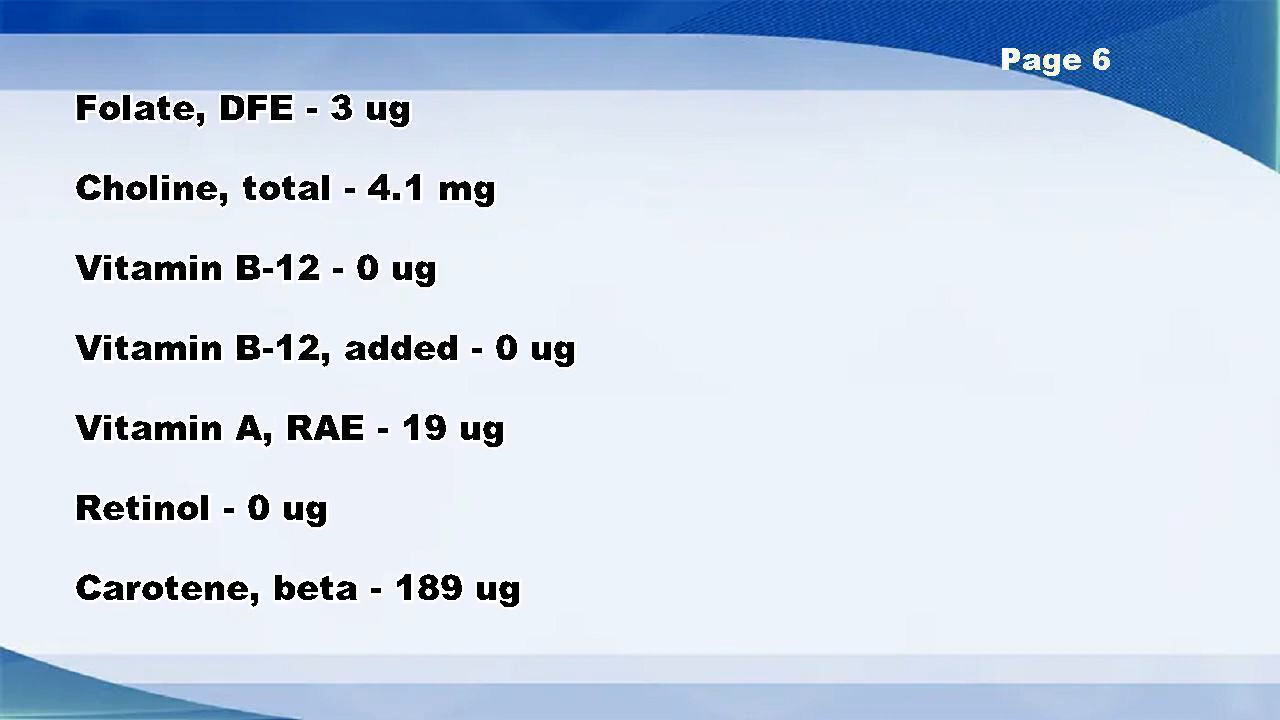 Page 6
Folate, DFE - 3 ug
Choline, total - 4.1 mg
Vitamin B-12 - 0 ug
Vitamin B-12, added - 0 ug
Vitamin A, RAE - 19 ug
Retinol - 0 ug
Carotene, beta - 189 ug